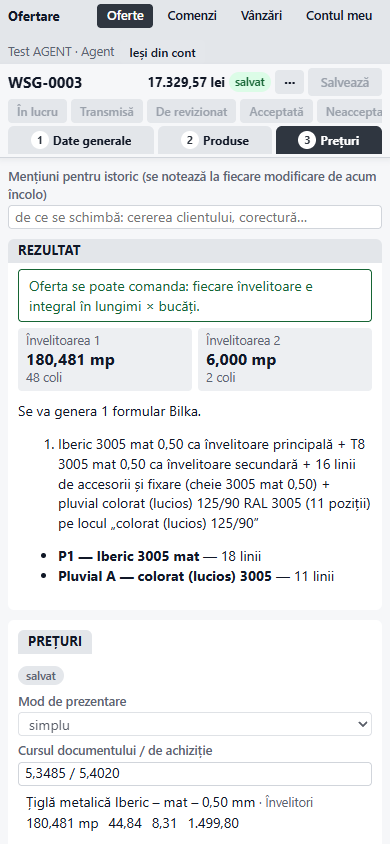 Ofertare Oferte Comenzi Vânzări Contul meu
Test AGENT · Agent Ieși din cont
WSG-0003 17.329,57 lei salvat ··· Salvează
În lucru Transmisă De revizionat Acceptată Neaccepta
1 Date generale 2 Produse 3 Prețuri
Mențiuni pentru istoric (se notează la fiecare modificare de acum
încolo)
de ce se schimbă: cererea clientului, corectură...
REZULTAT
Oferta se poate comanda: fiecare învelitoare e
integral în lungimi × bucăți.
Învelitoarea 1 Învelitoarea 2
180,481 mp 6,000 mp
48 coli 2 coli
Se va genera 1 formular Bilka.
1. Iberic 3005 mat 0,50 ca învelitoare principală + T8
3005 mat 0,50 ca învelitoare secundară + 16 linii
de accesorii și fixare (cheie 3005 mat 0,50) +
pluvial colorat (lucios) 125/90 RAL 3005 (11 poziții)
pe locul „colorat (lucios) 125/90”
• P1 — Iberic 3005 mat — 18 linii
• Pluvial A — colorat (lucios) 3005 — 11 linii
PREȚURI
salvat
Mod de prezentare
simplu
Cursul documentului / de achiziție
5,3485 / 5,4020
Țiglă metalică Iberic – mat – 0,50 mm · Învelitori
180,481 mp 44,84 8,31 1.499,80